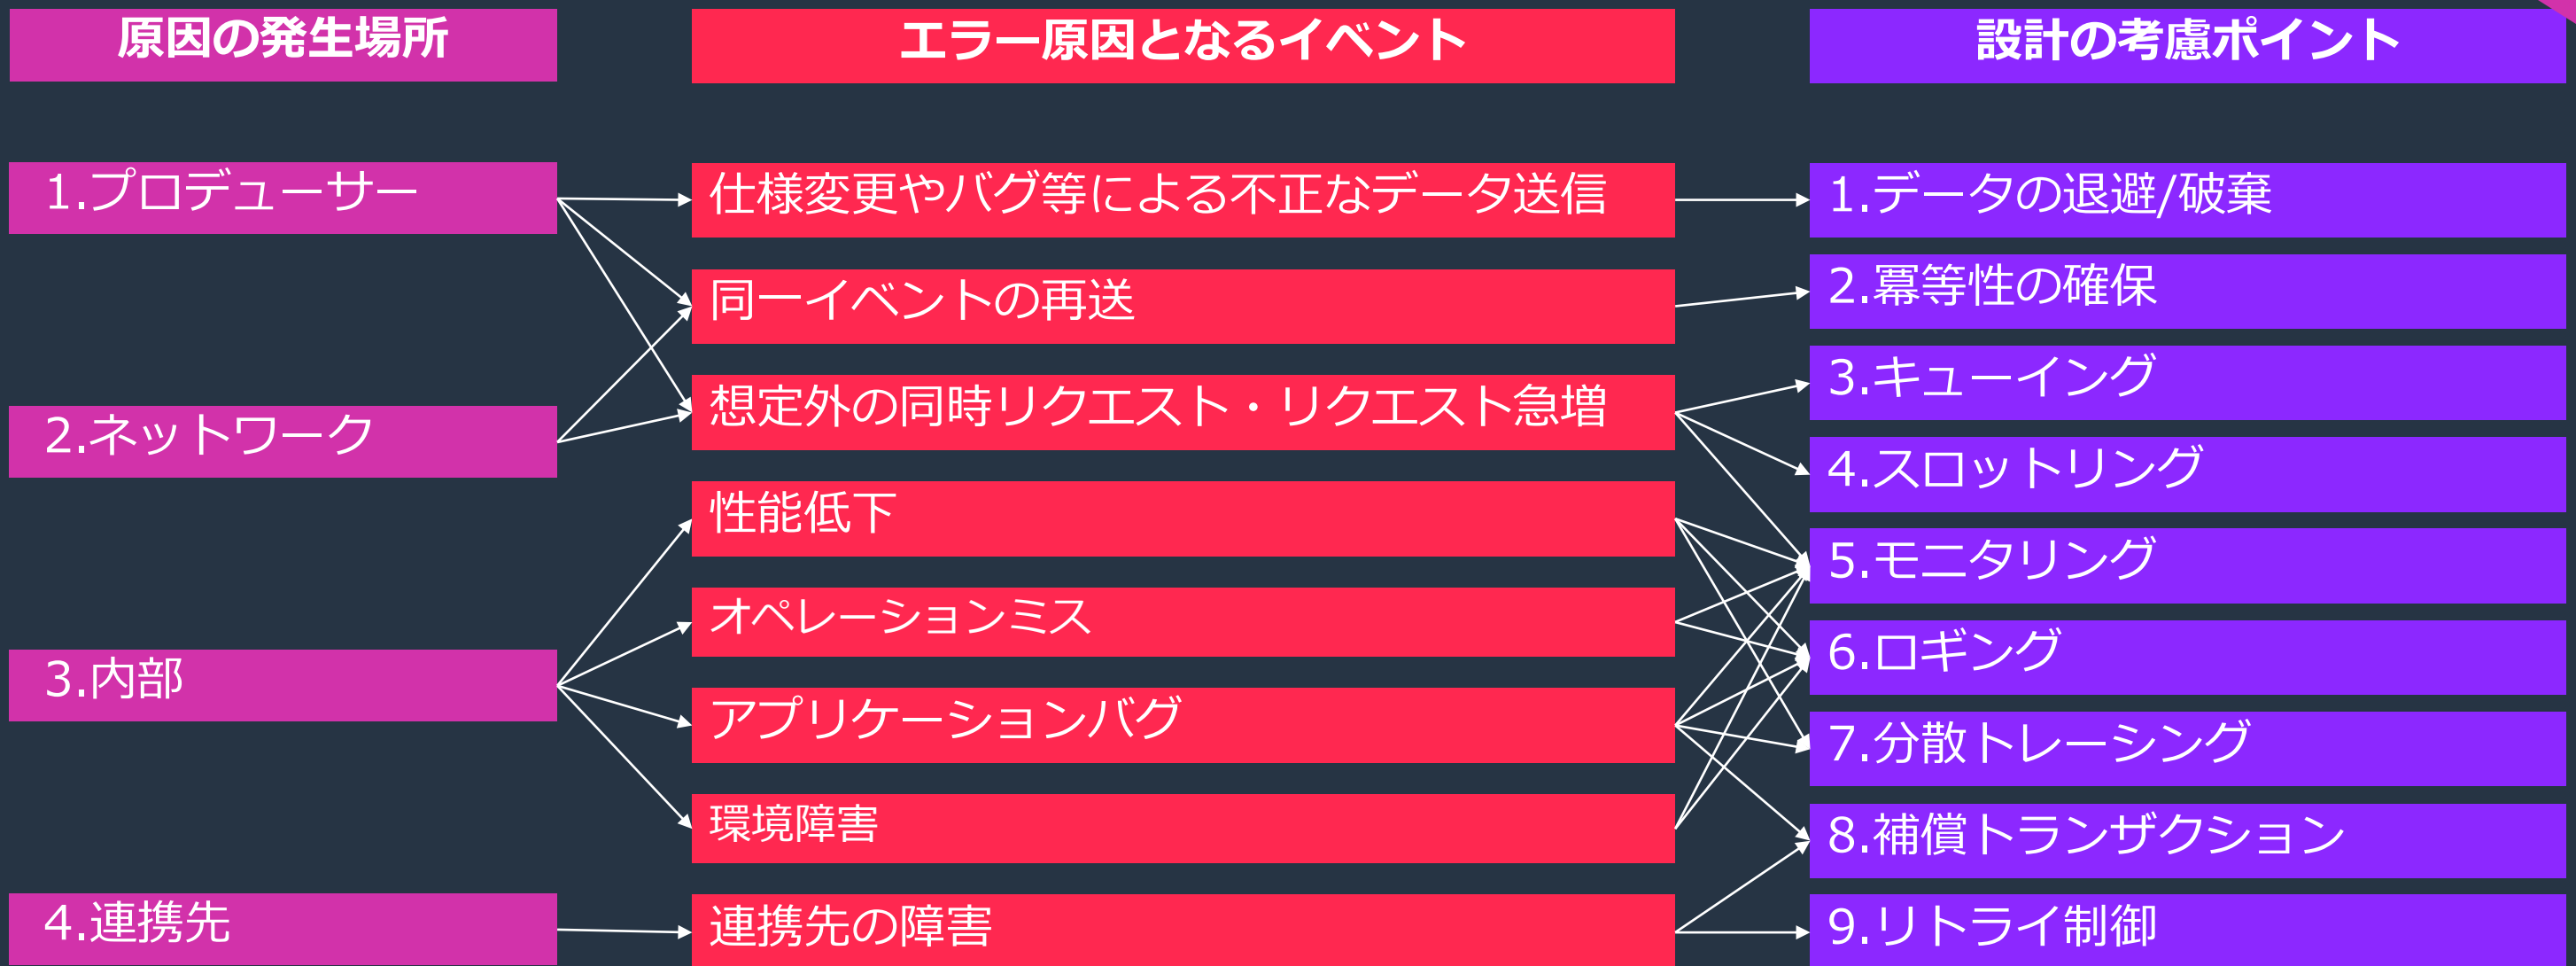 原因の発生場所
エラー原因となるイベント
設計の考慮ポイント
1.プロデューサー
2.ネットワーク
3.内部
4.連携先
仕様変更やバグ等による不正なデータ送信
同一イベントの再送
想定外の同時リクエスト・リクエスト急増
性能低下
オペレーションミス
アプリケーションバグ
環境障害
連携先の障害
1.データの退避/破棄
2.冪等性の確保
3.キューイング
4.スロットリング
5.モニタリング
6.ロギング
7.分散トレーシング
8.補償トランザクション
9.リトライ制御